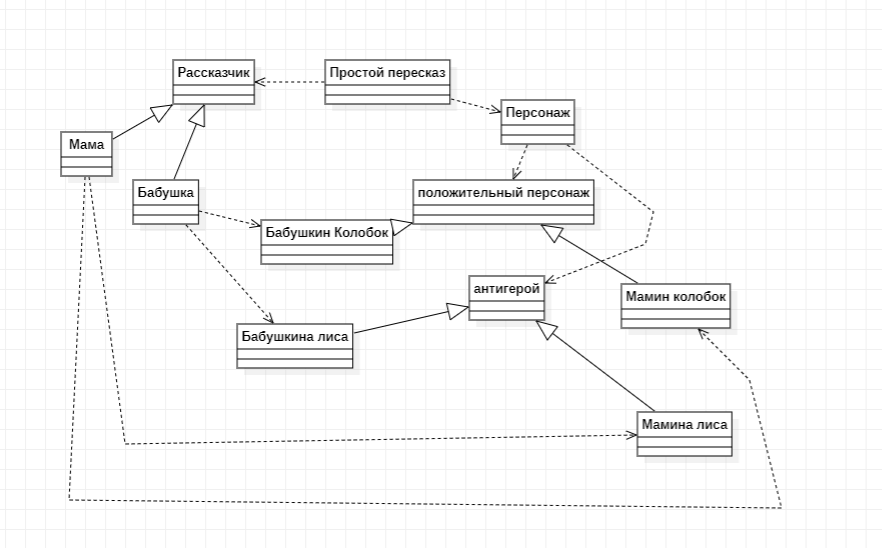 Рассказчик
Простой пересказ
Персонаж
Мама
Бабушка
положительный персонаж
Бабушкин Колобок
антигерой
Мамин колобок
Бабушкина лиса
Мамина лиса